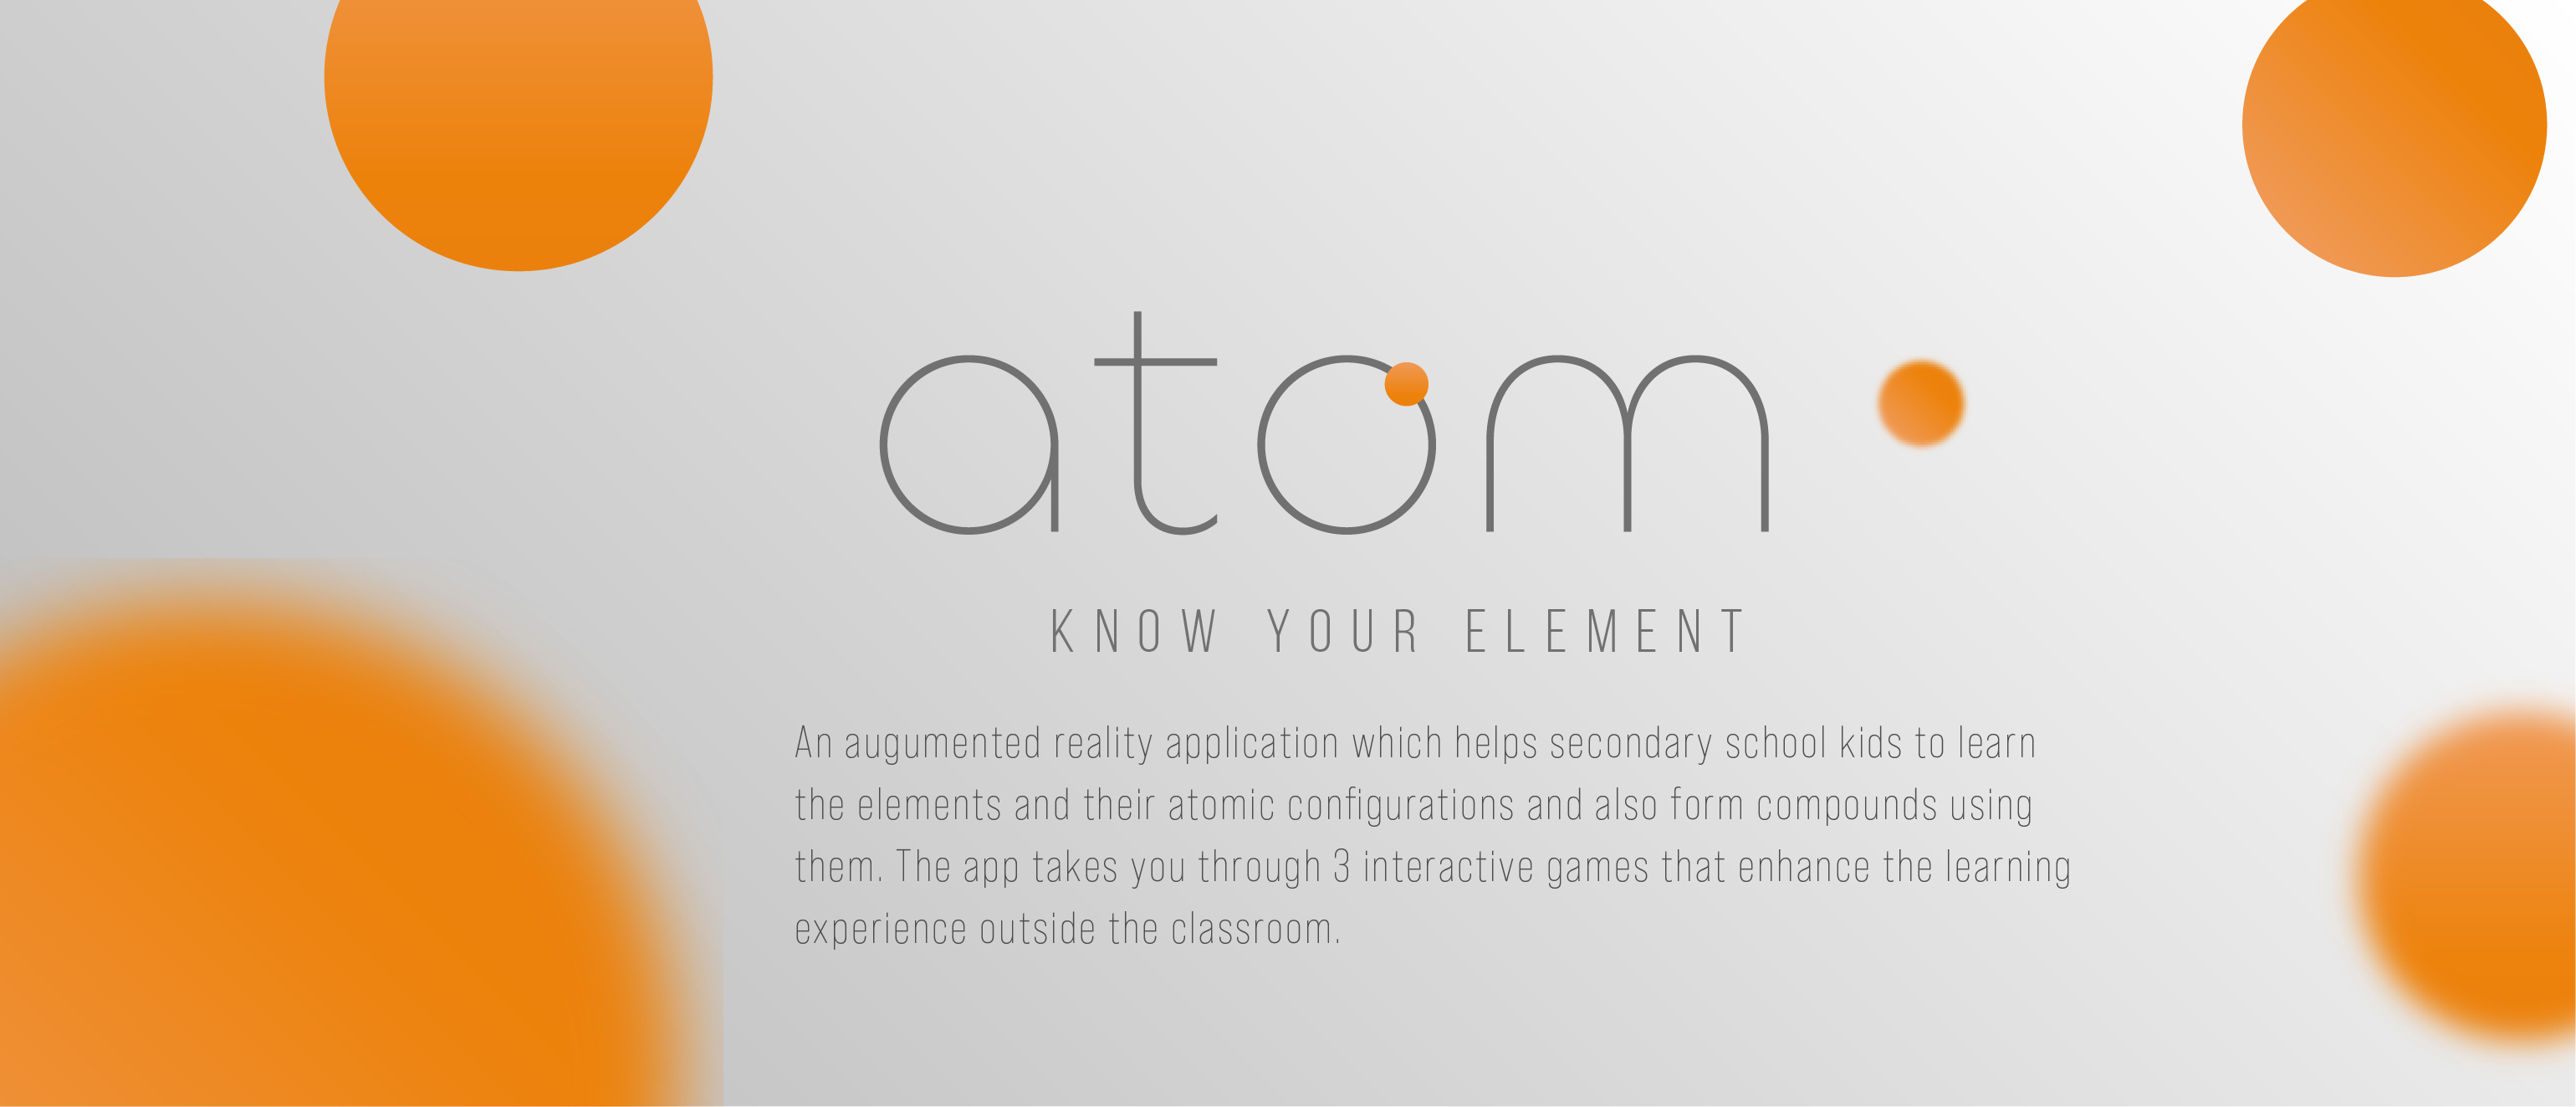 atom
KNOW YOUR ELEMENT
An augumented reality application which helps secondary school kids to learn
the elements and their atomic configurations and also form compounds using
them. The app takes you through 3 interactive games that enhance the learning
experience outside the classroom.